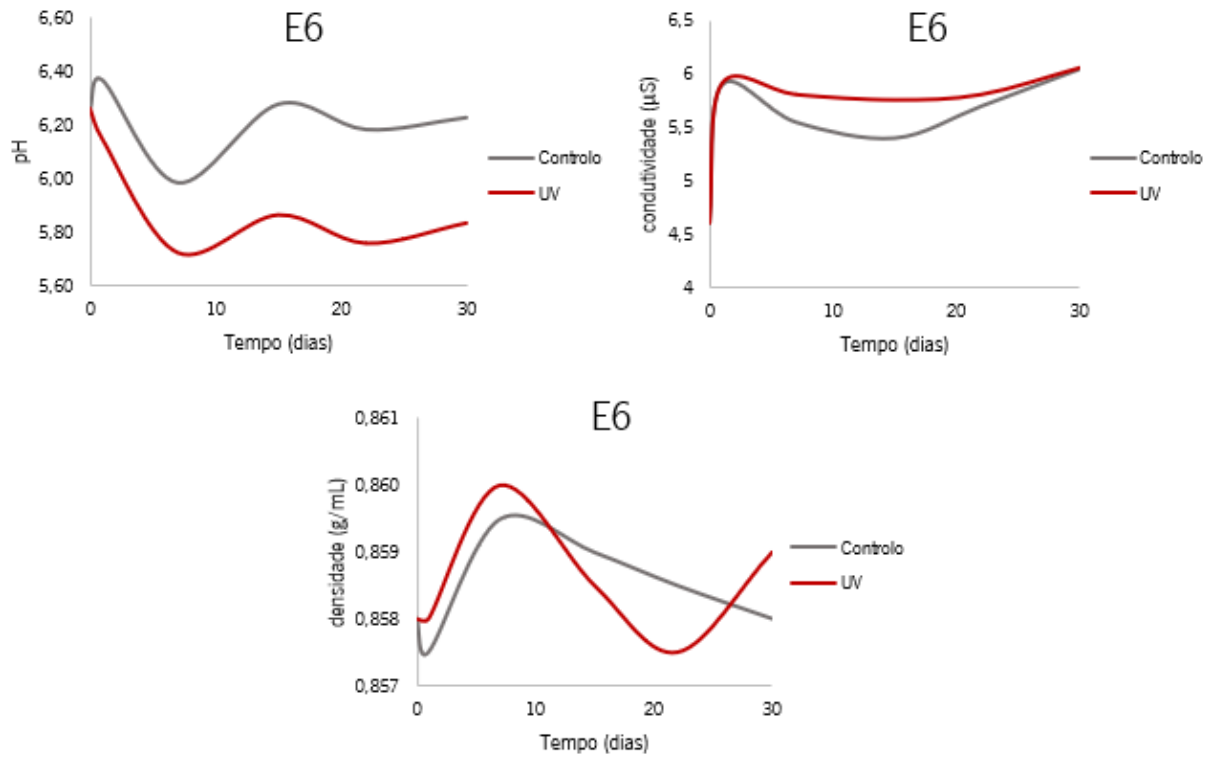 E6
6,60
6,40
6,20
6,00
5,80
5,60
pH
0
10
20
30
Tempo (dias)
Controlo
UV
E6
6,5
6
5,5
5
4,5
4
condutividade (µS)
0
10
20
30
Tempo (dias)
Controlo
UV
E6
0,861
0,860
0,859
0,858
0,857
densidade (g/mL)
0
10
20
30
Tempo (dias)
Controlo
UV